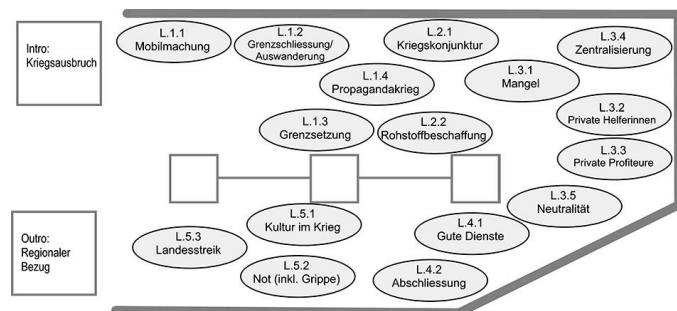 Intro:
Kriegsausbruch
L.1.1
Mobilmachung
L.1.2
Grenzschliessung/
Auswanderung
L.2.1
Kriegskonjunktur
L.3.4
Zentralisierung
L.1.4
Propagandakrieg
L.3.1
Mangel
L.3.2
Private Helferinnen
L.1.3
Grenzsetzung
L.2.2
Rohstoffbeschaffung
L.3.3
Private Profiteure
L.3.5
Neutralität
L.5.1
Kultur im Krieg
L.4.1
Gute Dienste
L.5.3
Landesstreik
L.5.2
Not (inkl. Grippe)
L.4.2
Abschliessung
Outro:
Regionaler
Bezug